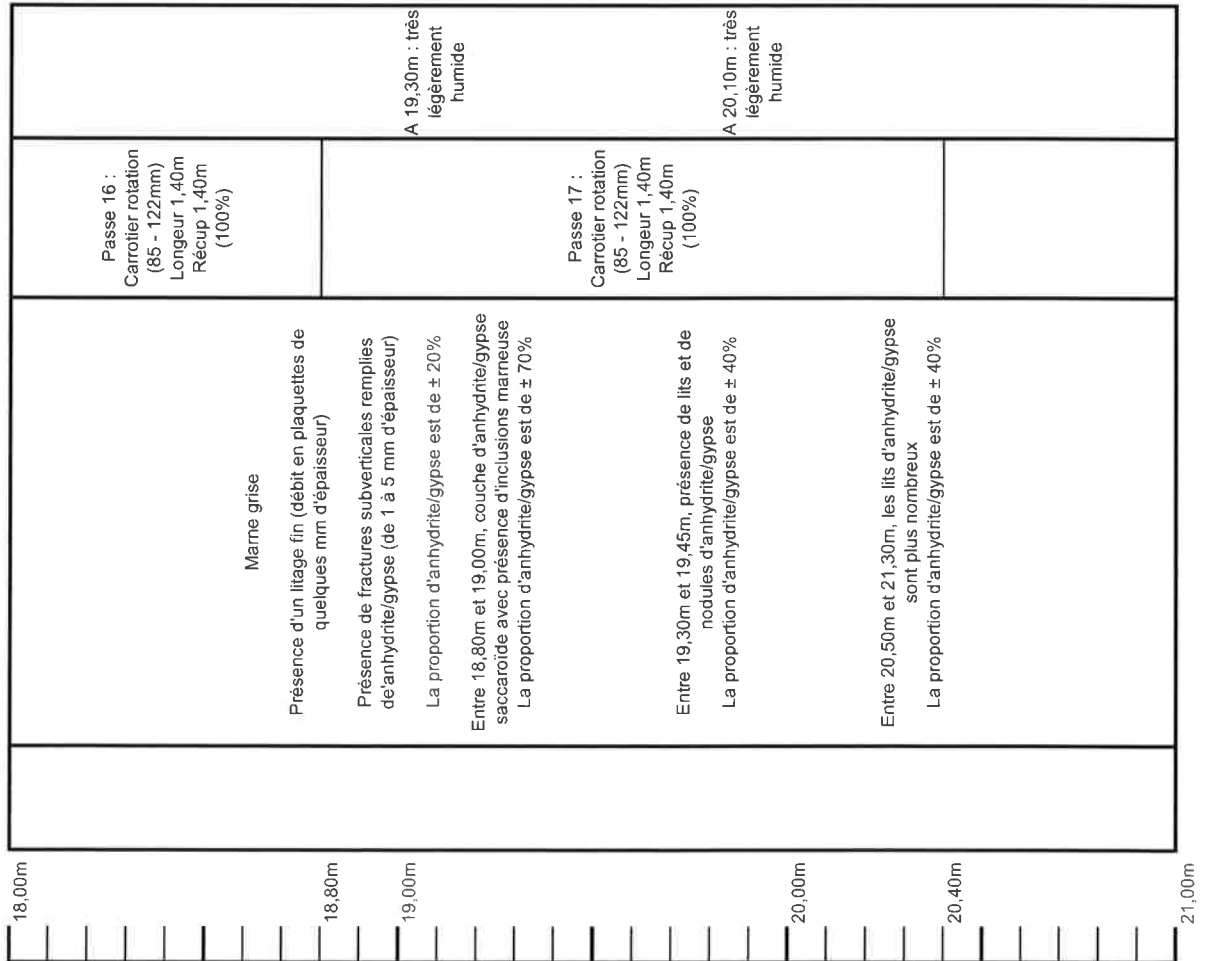 18,00m
18,80m
19,00m
20,00m
20,40m
21,00m
Marne grise
Présence d'un litage fin (débit en plaquettes de
quelques mm d'épaisseur)
Présence de fractures subverticales remplies
de'anhydrite/gypse (de 1 à 5 mm d'épaisseur)
La proportion d'anhydrite/gypse est de ± 20%
Entre 18,80m et 19,00m, couche d'anhydrite/gypse
saccaroïde avec présence d'inclusions marneuse
La proportion d'anhydrite/gypse est de ± 70%
Entre 19,30m et 19,45m, présence de lits et de
nodules d'anhydrite/gypse
La proportion d'anhydrite/gypse est de ± 40%
Entre 20,50m et 21,30m, les lits d'anhydrite/gypse
sont plus nombreux
La proportion d'anhydrite/gypse est de ± 40%
Passe 16 :
Carrotier rotation
(85 - 122mm)
Longeur 1,40m
Récup 1,40m
(100%)
Passe 17 :
Carrotier rotation
(85 - 122mm)
Longeur 1,40m
Récup 1,40m
(100%)
A 19,30m : très
légèrement
humide
A 20,10m : très
légèrement
humide